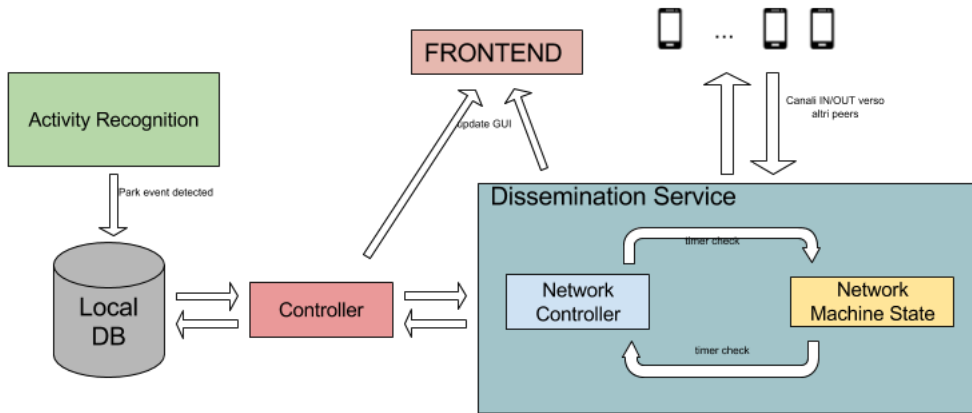 FRONTEND
...
Canali IN/OUT verso
altri peers
Activity Recognition
update GUI
Park event detected
Dissemination Service
timer check
Local
DB
Controller
Network
Controller
Network
Machine State
timer check